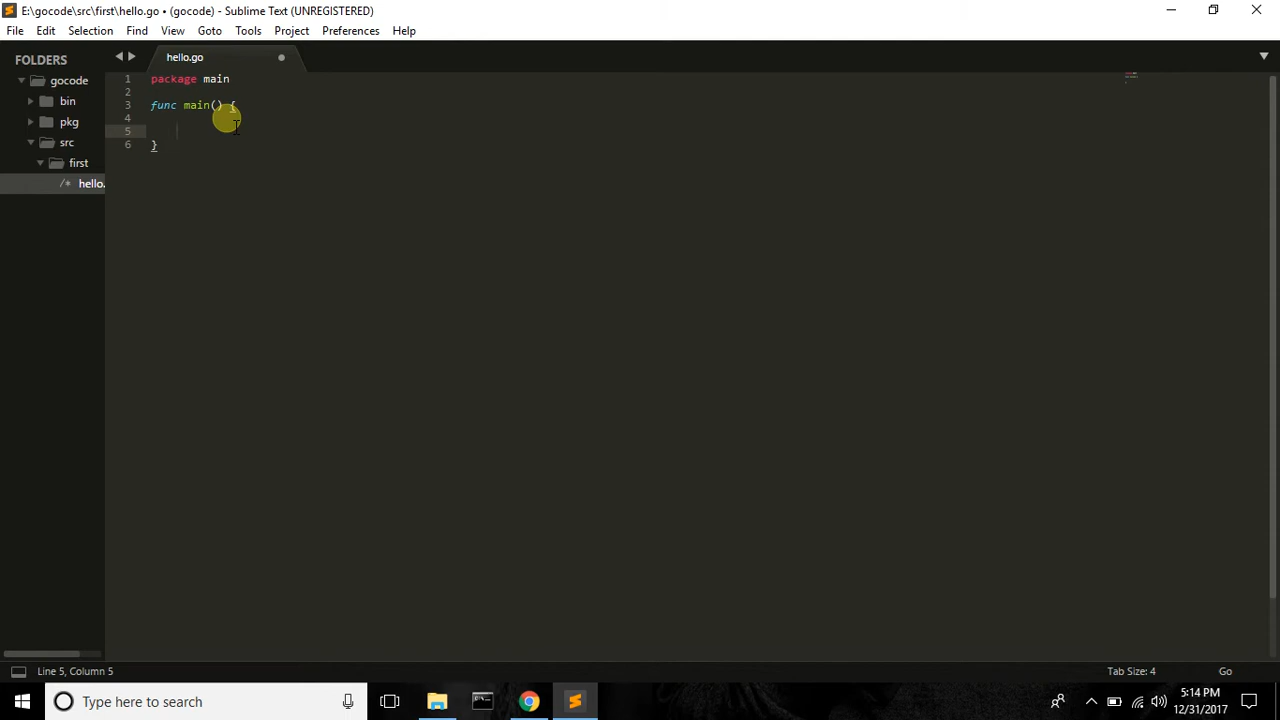 E:\gocode\src\first\hello.go • (gocode) - Sublime Text (UNREGISTERED)
File Edit Selection Find View Goto Tools Project Preferences Help
FOLDERS
gocode
bin
pkg
src
first
/* hello.
hello.go
1 package main
2
3 func main() {
4
5
6 }
Line 5, Column 5
Tab Size: 4
Go
Type here to search
5:14 PM
12/31/2017